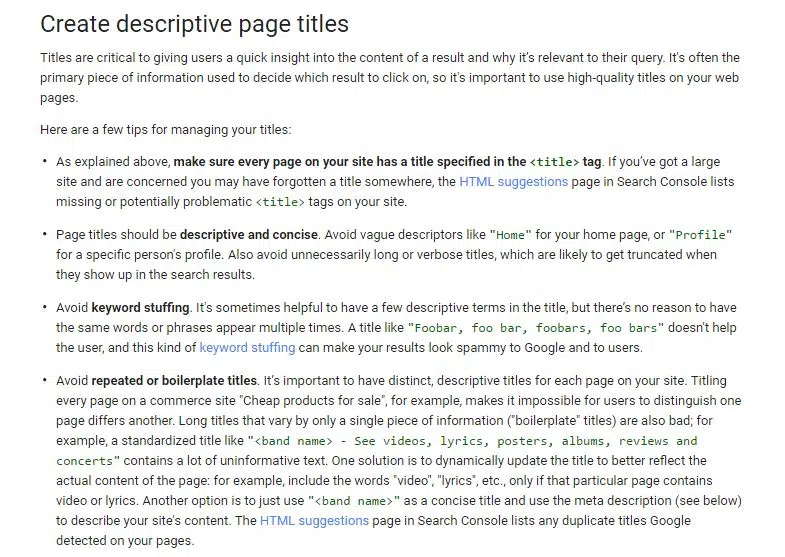 Create descriptive page titles
Titles are critical to giving users a quick insight into the content of a result and why it's relevant to their query. It's often the
primary piece of information used to decide which result to click on, so it's important to use high-quality titles on your web
pages.
Here are a few tips for managing your titles:
• As explained above, make sure every page on your site has a title specified in the <title> tag. If you've got a large
site and are concerned you may have forgotten a title somewhere, the HTML suggestions page in Search Console lists
missing or potentially problematic <title> tags on your site.
• Page titles should be descriptive and concise. Avoid vague descriptors like "Home" for your home page, or "Profile"
for a specific person's profile. Also avoid unnecessarily long or verbose titles, which are likely to get truncated when
they show up in the search results.
• Avoid keyword stuffing. It's sometimes helpful to have a few descriptive terms in the title, but there's no reason to have
the same words or phrases appear multiple times. A title like "Foobar, foo bar, foobars, foo bars" doesn't help
the user, and this kind of keyword stuffing can make your results look spammy to Google and to users.
• Avoid repeated or boilerplate titles. It's important to have distinct, descriptive titles for each page on your site. Titling
every page on a commerce site "Cheap products for sale", for example, makes it impossible for users to distinguish one
page differs another. Long titles that vary by only a single piece of information ("boilerplate" titles) are also bad; for
example, a standardized title like "<band name> - See videos, lyrics, posters, albums, reviews and
concerts" contains a lot of uninformative text. One solution is to dynamically update the title to better reflect the
actual content of the page: for example, include the words "video", "lyrics", etc., only if that particular page contains
video or lyrics. Another option is to just use "<band name>" as a concise title and use the meta description (see below)
to describe your site's content. The HTML suggestions page in Search Console lists any duplicate titles Google
detected on your pages.